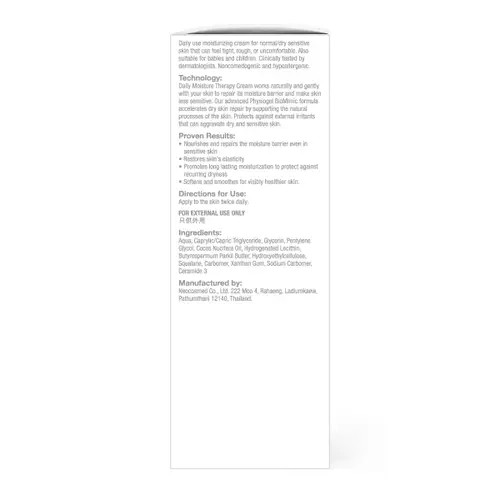 Daily use moisturizing cream for normal/dry sensitive
skin that can feel tight, rough, or uncomfortable. Also
suitable for babies and children. Clinically tested by
dermatologists. Noncomedogenic and hypoallergenic.
Technology:
Daily Moisture Therapy Cream works naturally and gently
with your skin to repair its moisture barrier and make skin
less sensitive. Our advanced Physiogel BioMimic formula
accelerates dry skin repair by supporting the natural
processes of the skin. Protects against external irritants
that can aggravate dry and sensitive skin.
Proven Results:
• Nourishes and repairs the moisture barrier even in
sensitive skin
• Restores skin's elasticity
• Promotes long lasting moisturization to protect against
recurring dryness
• Softens and smoothes for visibly healthier skin.
Directions for Use:
Apply to the skin twice daily.
FOR EXTERNAL USE ONLY
只供外用
Ingredients:
Aqua, Caprylic/Capric Triglyceride, Glycerin, Pentylene
Glycol, Cocos Nucifera Oil, Hydrogenated Lecithin,
Butyrospermum Parkii Butter, Hydroxyethylcellulose,
Squalane, Carbomer, Xanthan Gum, Sodium Carbomer,
Ceramide 3
Manufactured by:
Neocosmed Co., Ltd. 222 Moo 4, Rahaeng, Ladlumkaew,
Pathumthani 12140, Thailand.